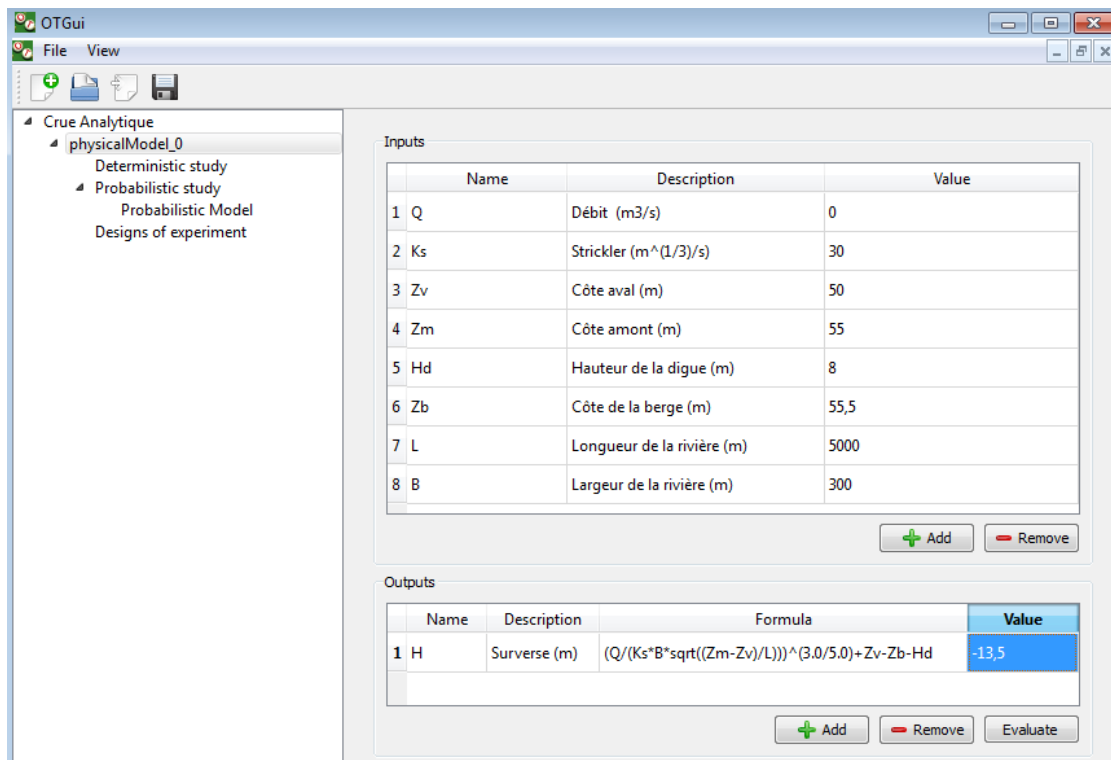 OTGui
File View
Crue Analytique
physicalModel_0
Deterministic study
Probabilistic study
Probabilistic Model
Designs of experiment
Inputs
Name Description Value
1 Q Débit (m3/s) 0
2 Ks Strickler (m^(1/3)/s) 30
3 Zv Côte aval (m) 50
4 Zm Côte amont (m) 55
5 Hd Hauteur de la digue (m) 8
6 Zb Côte de la berge (m) 55,5
7 L Longueur de la rivière (m) 5000
8 B Largeur de la rivière (m) 300
Add Remove
Outputs
Name Description Formula Value
1 H Surverse (m) (Q/(Ks*B*sqrt((Zm-Zv)/L)))^(3.0/5.0)+Zv-Zb-Hd -13,5
Add Remove Evaluate